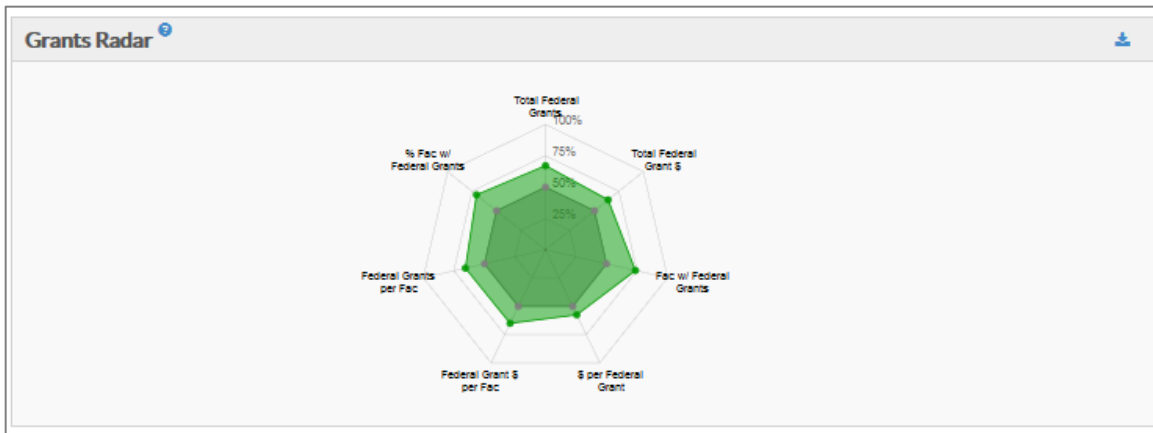 Grants Radar ?
Total Federal
Grants
100%
% Fac w/
Federal Grants
75%
Total Federal
Grant $
50%
25%
Federal Grants
per Fac
Fac w/ Federal
Grants
Federal Grant $
per Fac
$ per Federal
Grant